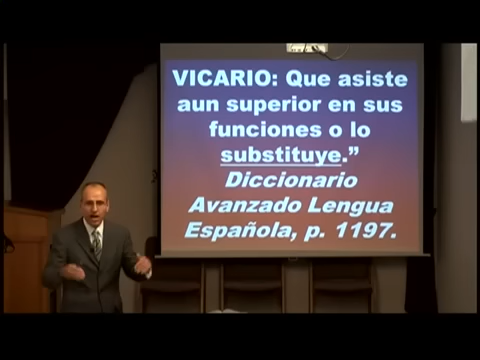 VICARIO: Que asiste
aun superior en sus
funciones o lo
substituye.”
Diccionario
Avanzado Lengua
Española, p. 1197.